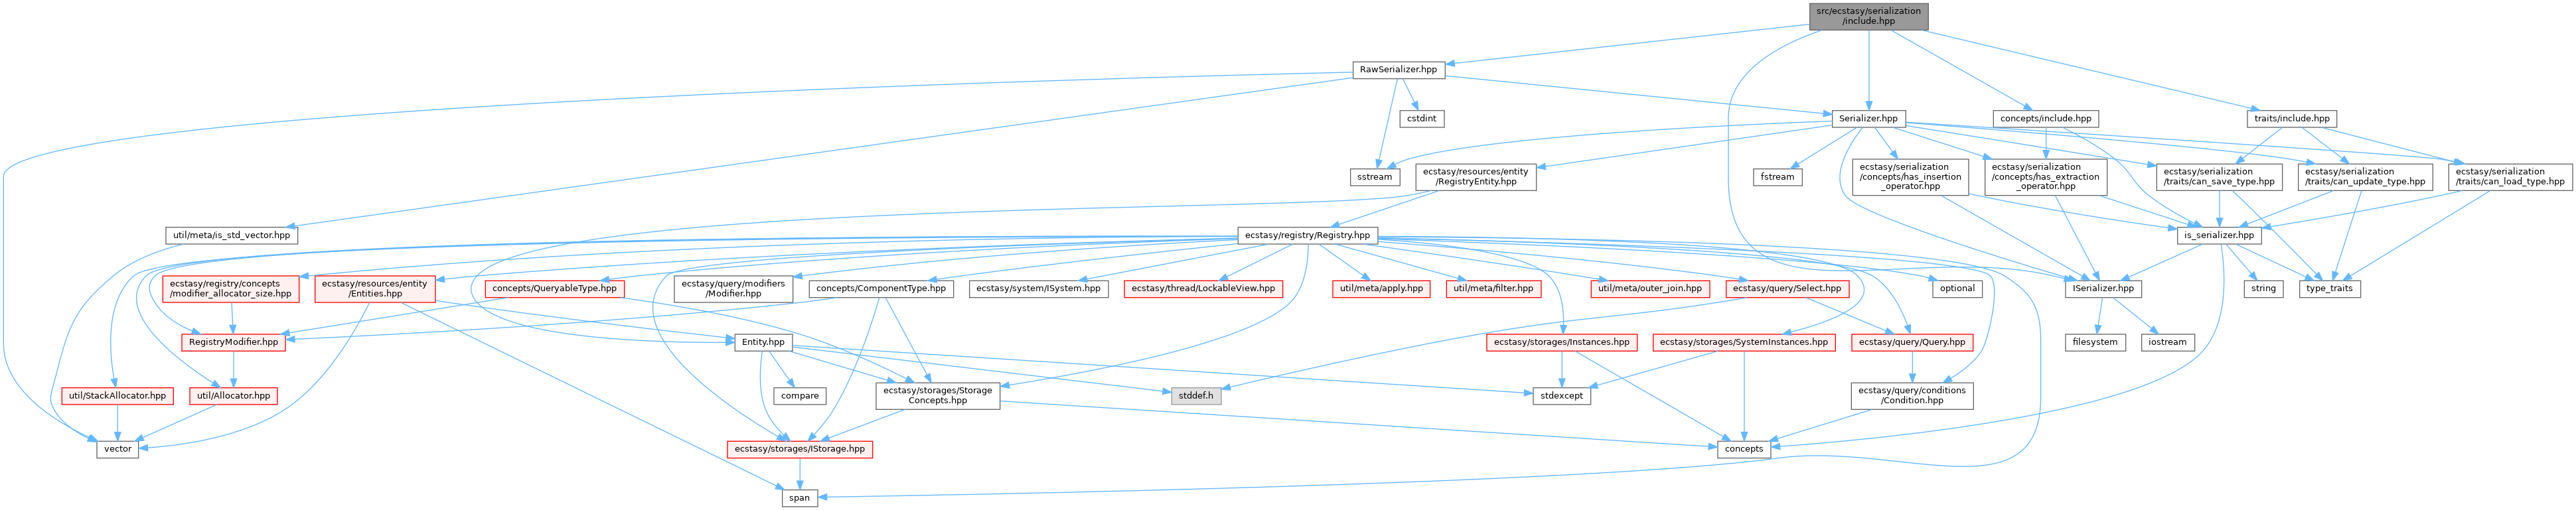 src/ecstasy/serialization
/include.hpp
RawSerializer.hpp
cstdint
Serializer.hpp
concepts/include.hpp
traits/include.hpp
sstream
ecstasy/resources/entity
/RegistryEntity.hpp
fstream
ecstasy/serialization
/concepts/has_insertion
_operator.hpp
ecstasy/serialization
/concepts/has_extraction
_operator.hpp
ecstasy/serialization
/traits/can_save_type.hpp
ecstasy/serialization
/traits/can_update_type.hpp
ecstasy/serialization
/traits/can_load_type.hpp
util/meta/is_std_vector.hpp
ecstasy/registry/Registry.hpp
is_serializer.hpp
ecstasy/registry/concepts
/modifier_allocator_size.hpp
ecstasy/resources/entity
/Entities.hpp
concepts/QueryableType.hpp
ecstasy/query/modifiers
/Modifier.hpp
concepts/ComponentType.hpp
ecstasy/system/ISystem.hpp
ecstasy/thread/LockableView.hpp
util/meta/apply.hpp
util/meta/filter.hpp
util/meta/outer_join.hpp
ecstasy/query/Select.hpp
optional
ISerializer.hpp
string
type_traits
RegistryModifier.hpp
Entity.hpp
ecstasy/storages/Instances.hpp
ecstasy/storages/SystemInstances.hpp
ecstasy/query/Query.hpp
filesystem
iostream
util/StackAllocator.hpp
util/Allocator.hpp
compare
ecstasy/storages/Storage
Concepts.hpp
stddef.h
stdexcept
ecstasy/query/conditions
/Condition.hpp
vector
ecstasy/storages/IStorage.hpp
concepts
span